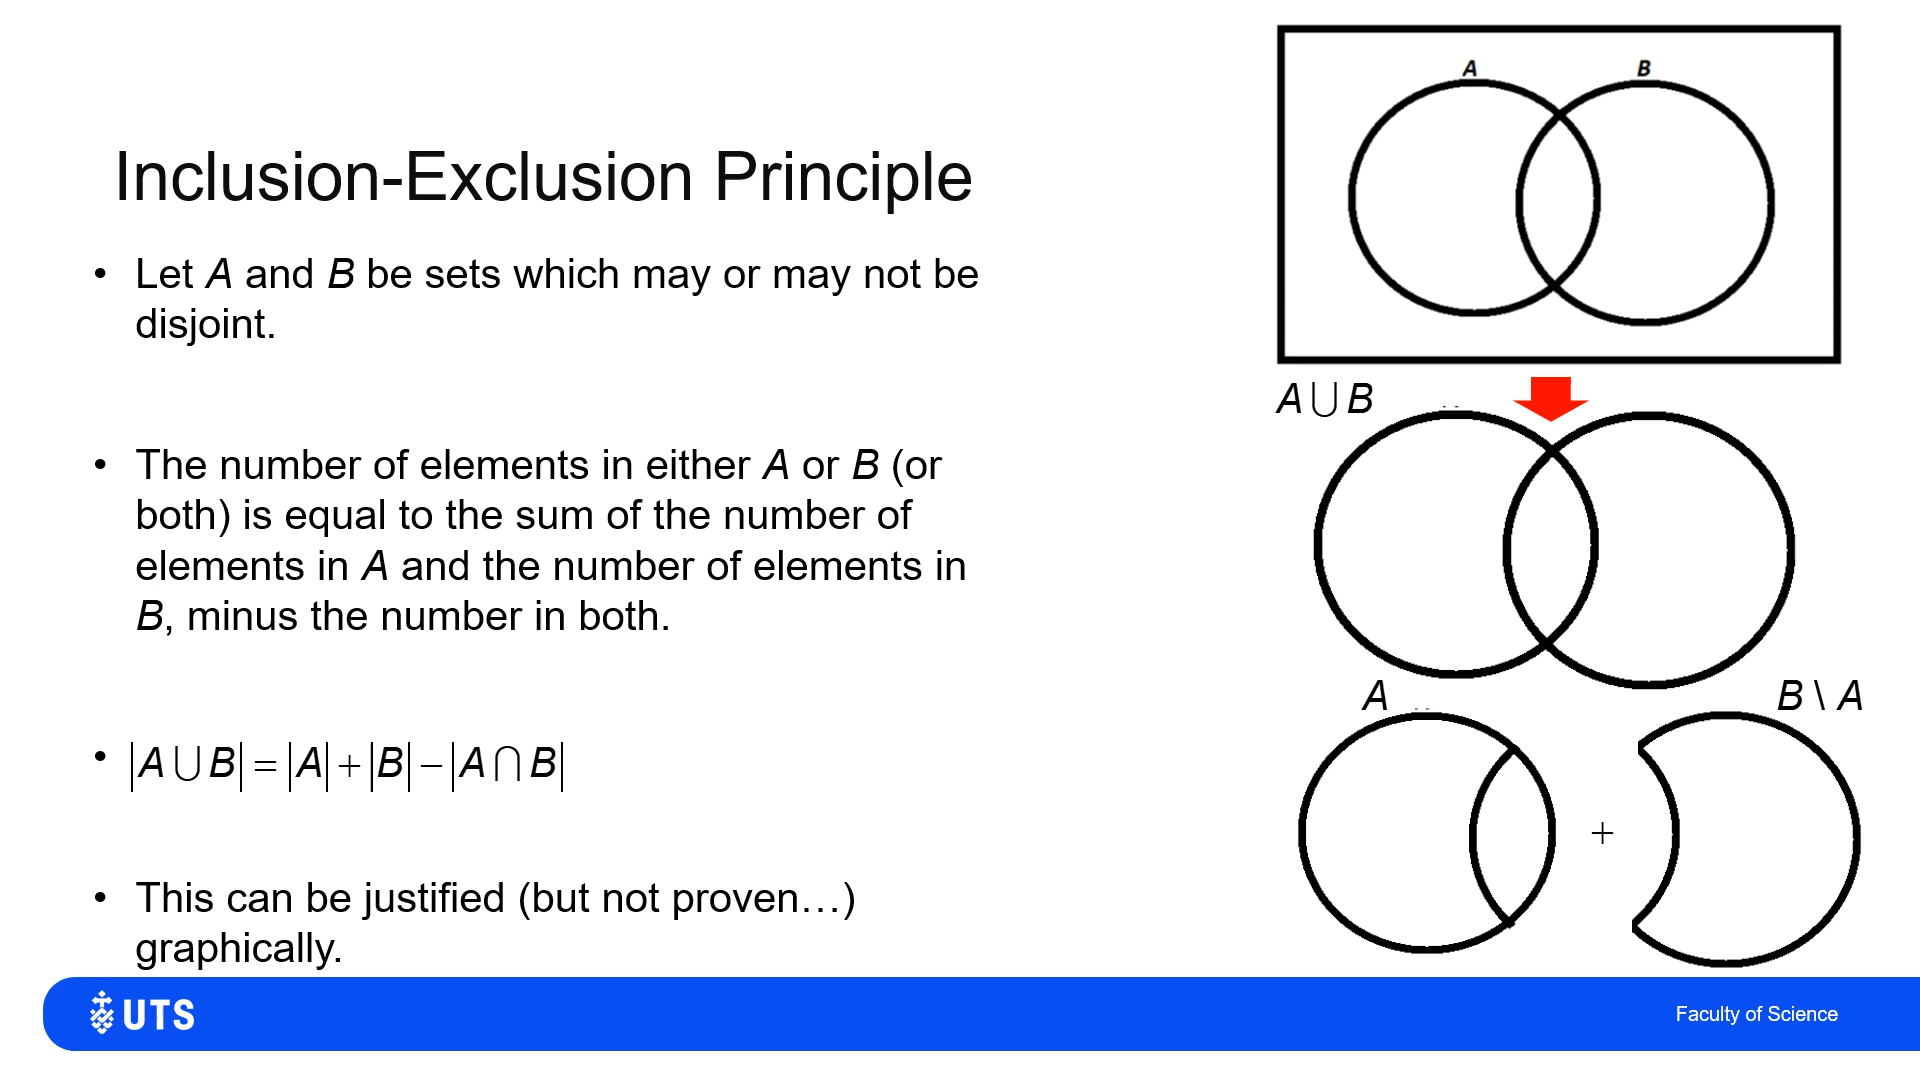 Inclusion-Exclusion Principle
• Let A and B be sets which may or may not be
disjoint.
• The number of elements in either A or B (or
both) is equal to the sum of the number of
elements in A and the number of elements in
B, minus the number in both.
• |A⋃B| = |A| + |B| − |A⋂B|
• This can be justified (but not proven…)
graphically.
A B
A⋃B
A B \ A
+
UTS
Faculty of Science